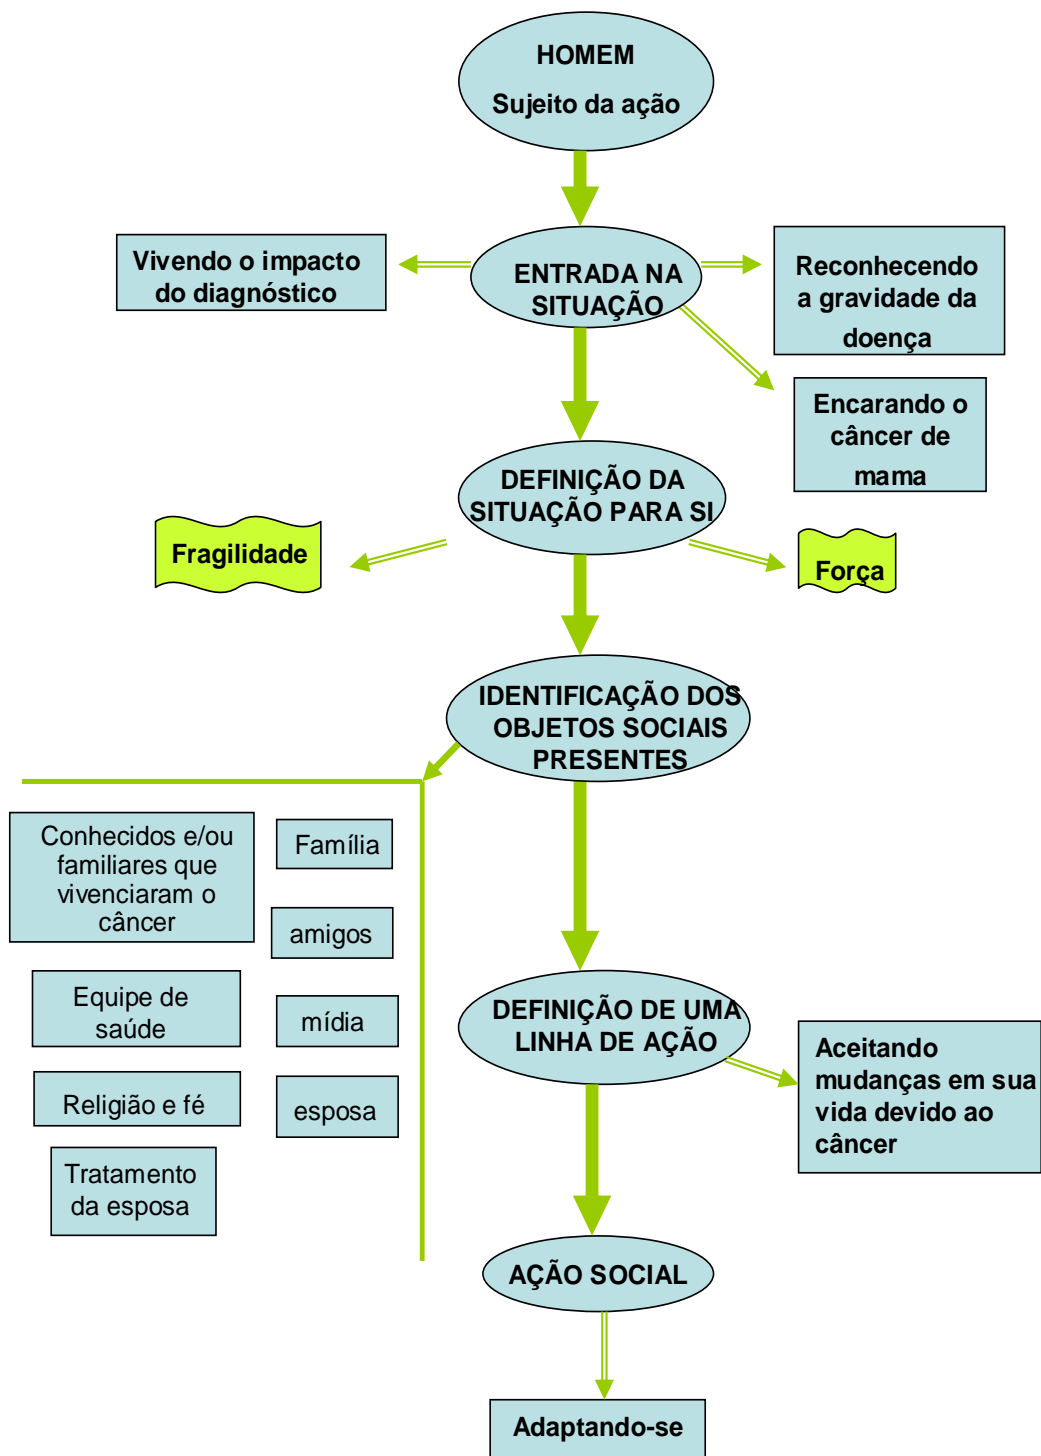 HOMEM
Sujeito da ação
Vivendo o impacto
do diagnóstico
ENTRADA NA
SITUAÇÃO
Reconhecendo
a gravidade da
doença
Encarando o
câncer de
mama
DEFINIÇÃO DA
SITUAÇÃO PARA SI
Fragilidade
Força
IDENTIFICAÇÃO DOS
OBJETOS SOCIAIS
PRESENTES
Conhecidos e/ou
familiares que
vivenciaram o
câncer
Família
amigos
Equipe de
saúde
mídia
Religião e fé
esposa
Tratamento
da esposa
DEFINIÇÃO DE UMA
LINHA DE AÇÃO
Aceitando
mudanças em sua
vida devido ao
câncer
AÇÃO SOCIAL
Adaptando-se